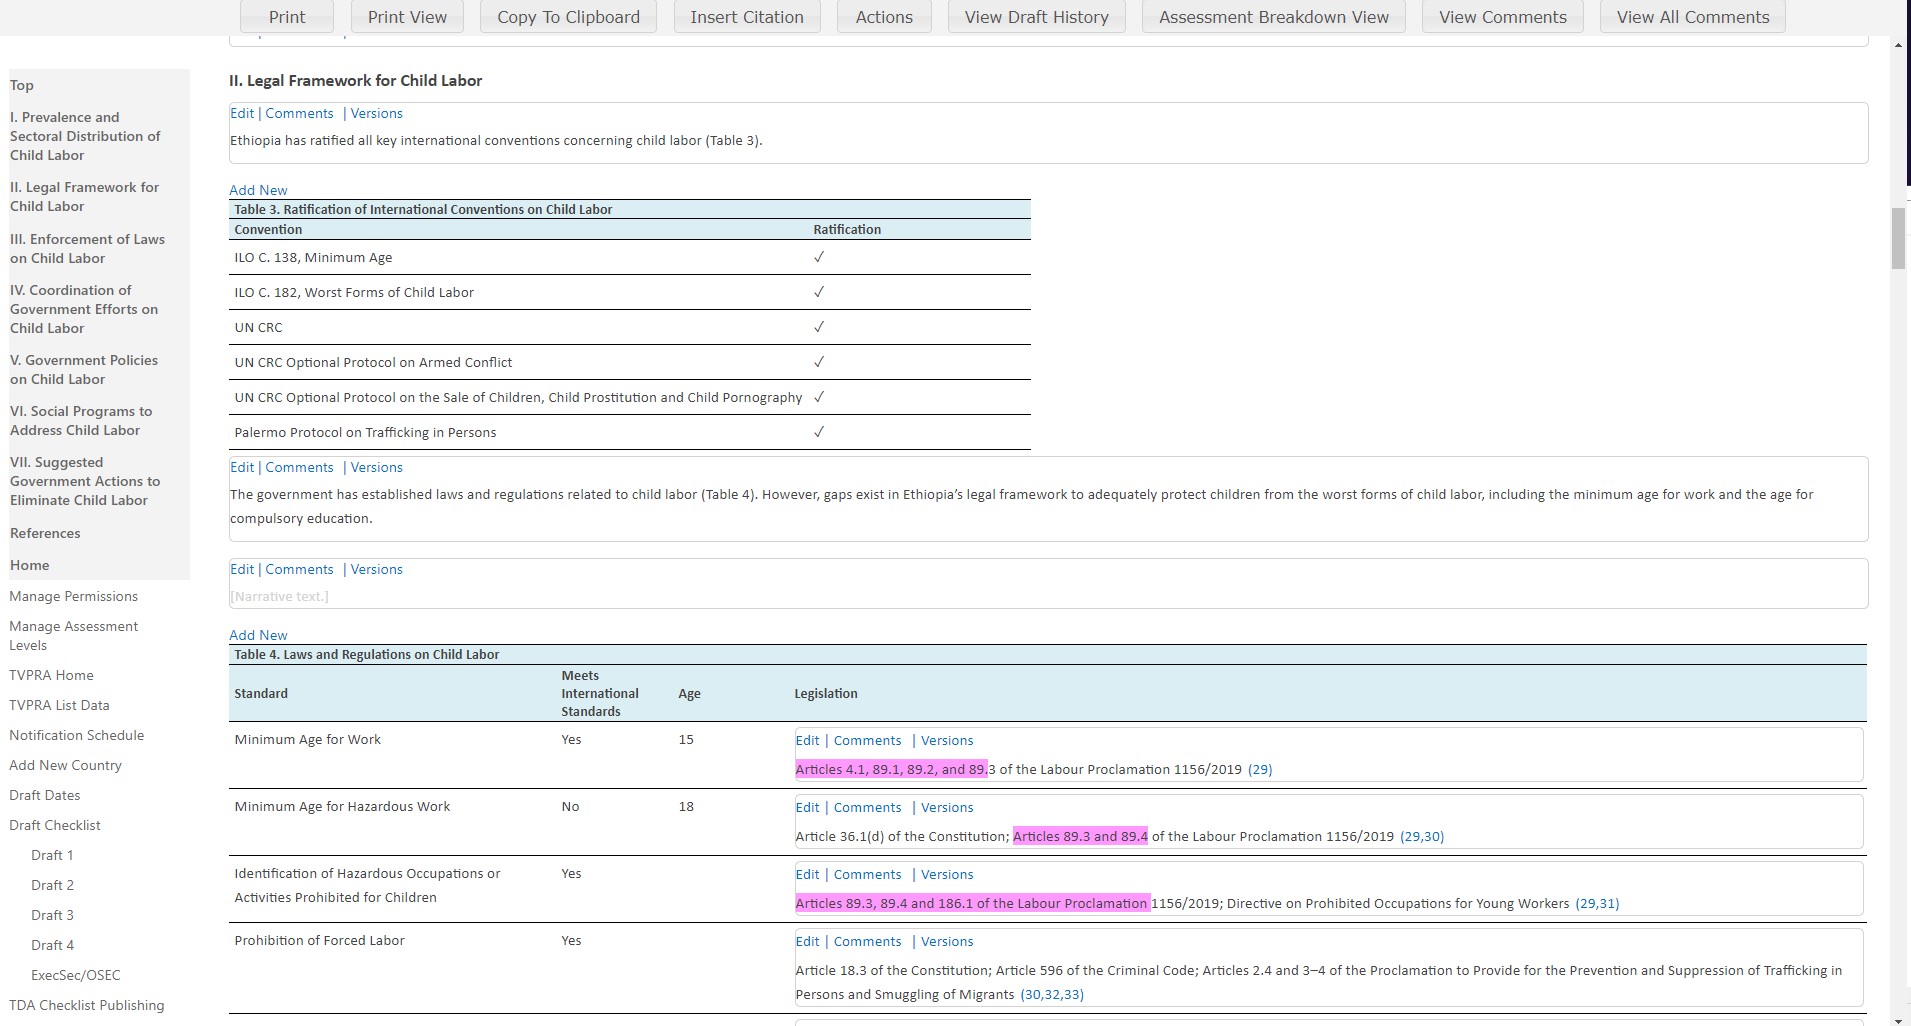 Print
Print View
Copy To Clipboard
Insert Citation
Actions
View Draft History
Assessment Breakdown View
View Comments
View All Comments
Top
I. Prevalence and
Sectoral Distribution of
Child Labor
II. Legal Framework for
Child Labor
III. Enforcement of Laws
on Child Labor
IV. Coordination of
Government Efforts on
Child Labor
V. Government Policies
on Child Labor
VI. Social Programs to
Address Child Labor
VII. Suggested
Government Actions to
Eliminate Child Labor
References
Home
Manage Permissions
Manage Assessment
Levels
TVPRA Home
TVPRA List Data
Notification Schedule
Add New Country
Draft Dates
Draft Checklist
Draft 1
Draft 2
Draft 3
Draft 4
ExecSec/OSEC
TDA Checklist Publishing
II. Legal Framework for Child Labor
Edit | Comments | Versions
Ethiopia has ratified all key international conventions concerning child labor (Table 3).
Add New
Table 3. Ratification of International Conventions on Child Labor
Convention Ratification
ILO C. 138, Minimum Age ✓
ILO C. 182, Worst Forms of Child Labor ✓
UN CRC ✓
UN CRC Optional Protocol on Armed Conflict ✓
UN CRC Optional Protocol on the Sale of Children, Child Prostitution and Child Pornography ✓
Palermo Protocol on Trafficking in Persons ✓
Edit | Comments | Versions
The government has established laws and regulations related to child labor (Table 4). However, gaps exist in Ethiopia’s legal framework to adequately protect children from the worst forms of child labor, including the minimum age for work and the age for
compulsory education.
Edit | Comments | Versions
[Narrative text.]
Add New
Table 4. Laws and Regulations on Child Labor
Standard
Meets
International
Standards
Age
Legislation
Minimum Age for Work
Yes
15
Edit | Comments | Versions
Articles 4.1, 89.1, 89.2, and 89.3 of the Labour Proclamation 1156/2019 (29)
Minimum Age for Hazardous Work
No
18
Edit | Comments | Versions
Article 36.1(d) of the Constitution; Articles 89.3 and 89.4 of the Labour Proclamation 1156/2019 (29,30)
Identification of Hazardous Occupations or
Activities Prohibited for Children
Yes
Edit | Comments | Versions
Articles 89.3, 89.4 and 186.1 of the Labour Proclamation 1156/2019; Directive on Prohibited Occupations for Young Workers (29,31)
Prohibition of Forced Labor
Yes
Edit | Comments | Versions
Article 18.3 of the Constitution; Article 596 of the Criminal Code; Articles 2.4 and 3–4 of the Proclamation to Provide for the Prevention and Suppression of Trafficking in
Persons and Smuggling of Migrants (30,32,33)